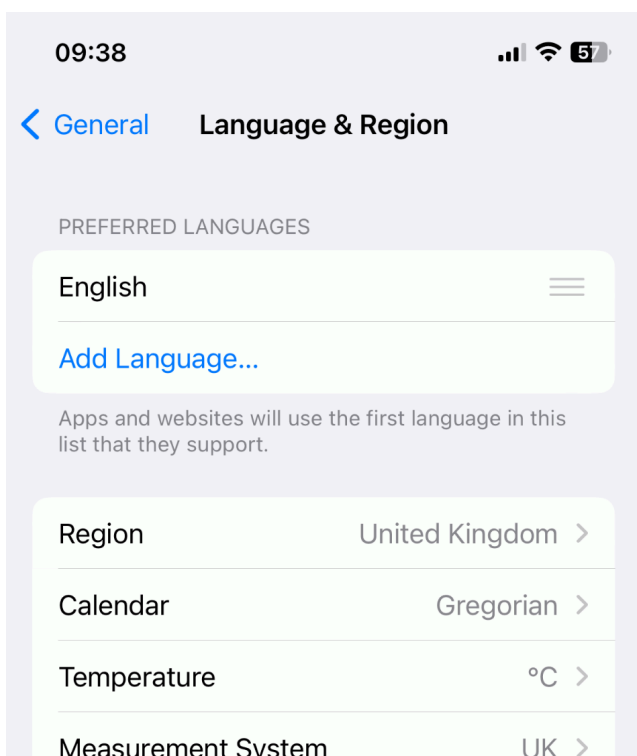 09:38
57
General
Language & Region
PREFERRED LANGUAGES
English
Add Language...
Apps and websites will use the first language in this
list that they support.
Region United Kingdom
Calendar Gregorian
Temperature °C
Measurement System UK